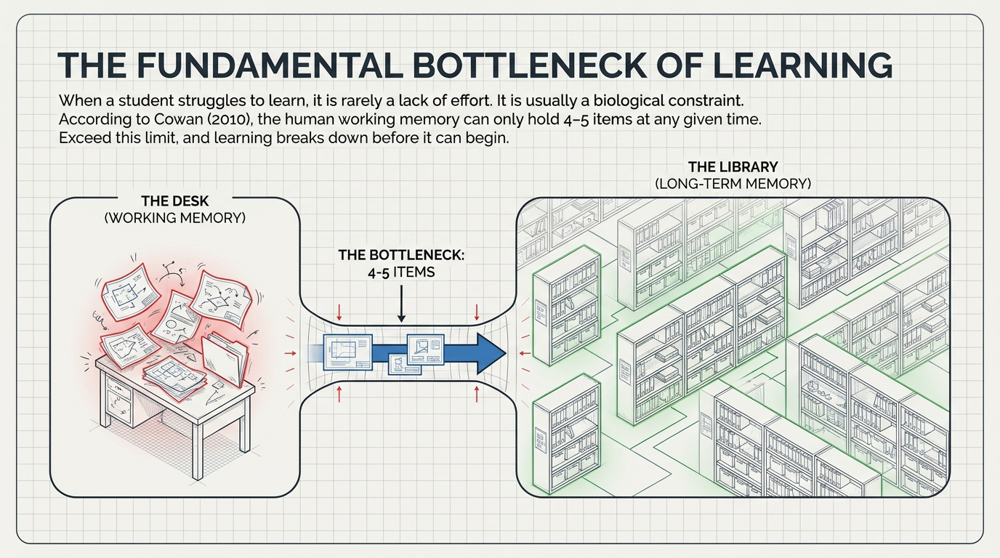 THE FUNDAMENTAL BOTTLENECK OF LEARNING
When a student struggles to learn, it is rarely a lack of effort. It is usually a biological constraint.
According to Cowan (2010), the human working memory can only hold 4–5 items at any given time.
Exceed this limit, and learning breaks down before it can begin.
THE LIBRARY
(LONG-TERM MEMORY)
THE DESK
(WORKING MEMORY)
THE BOTTLENECK:
4-5 ITEMS